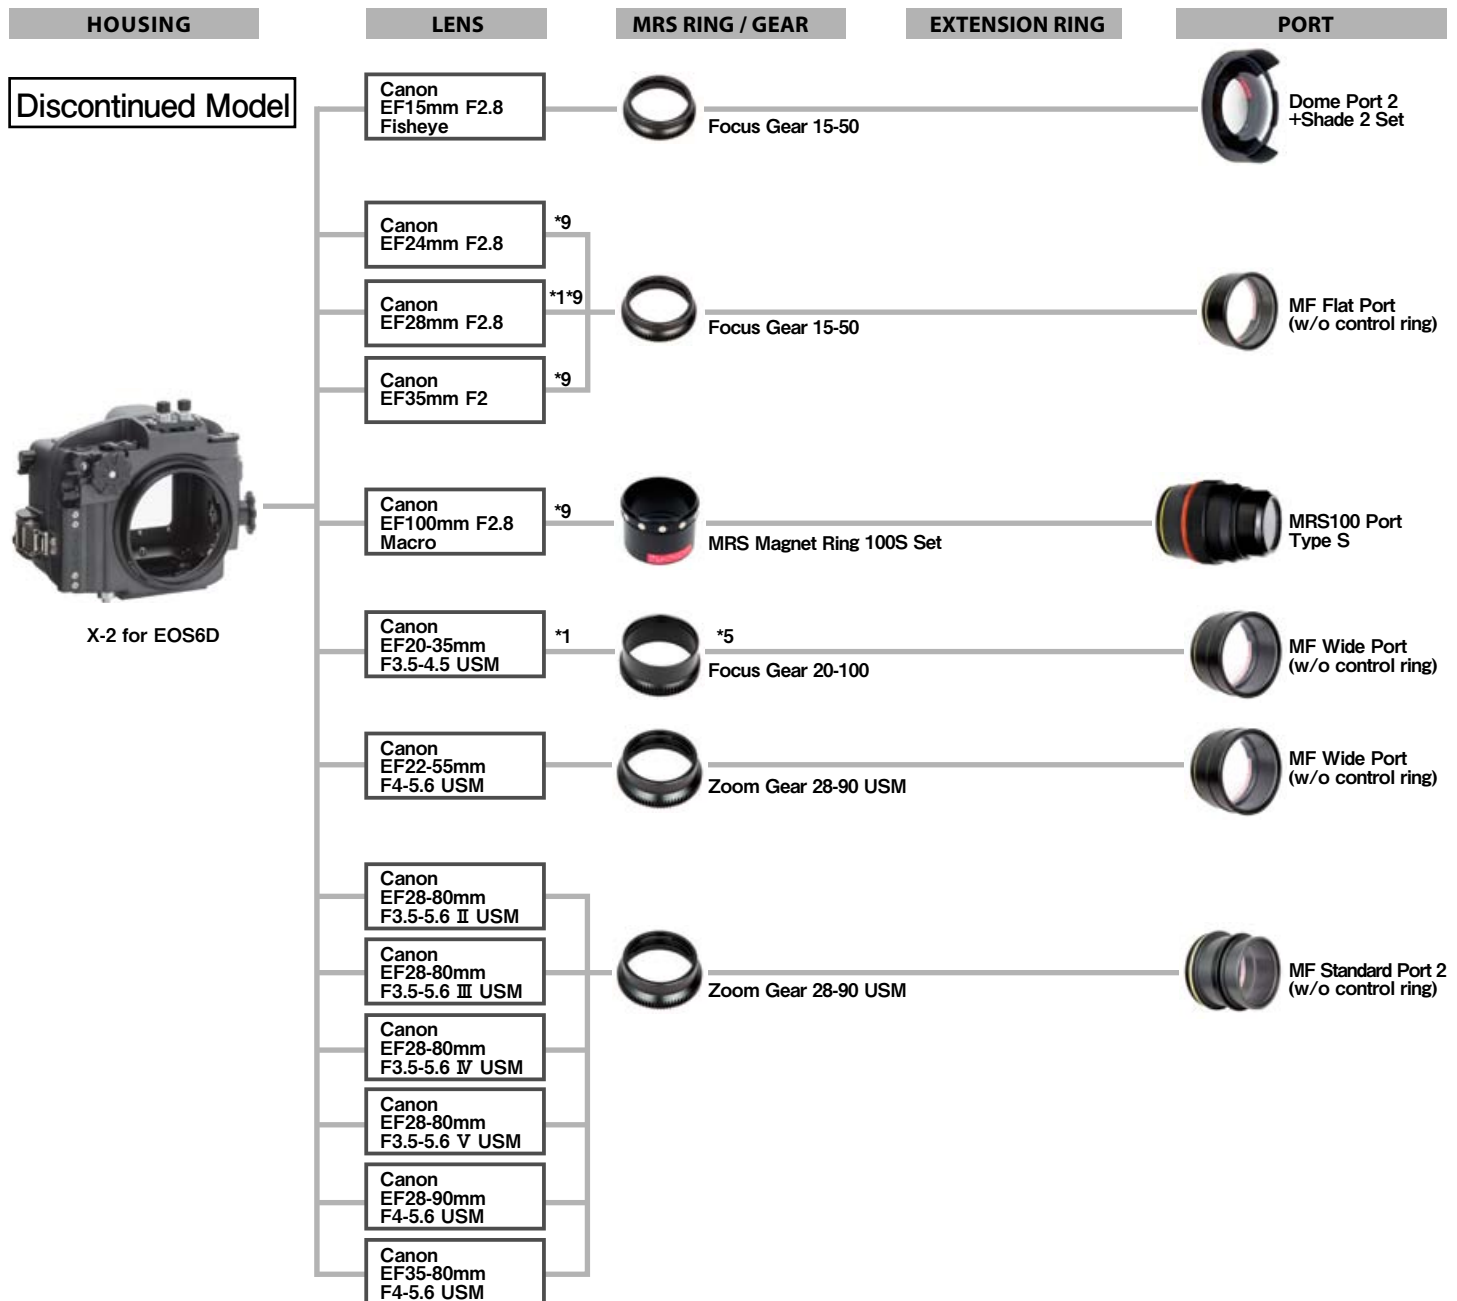 HOUSING
LENS
MRS RING / GEAR
EXTENSION RING
PORT
Discontinued Model
Canon
EF15mm F2.8
Fisheye
Focus Gear 15-50
Dome Port 2
+Shade 2 Set
Canon
EF24mm F2.8
*9
Canon
EF28mm F2.8
*1*9
Focus Gear 15-50
MF Flat Port
(w/o control ring)
Canon
EF35mm F2
*9
Canon
EF100mm F2.8
Macro
*9
MRS Magnet Ring 100S Set
MRS100 Port
Type S
X-2 for EOS6D
Canon
EF20-35mm
F3.5-4.5 USM
*1
*5
Focus Gear 20-100
MF Wide Port
(w/o control ring)
Canon
EF22-55mm
F4-5.6 USM
Zoom Gear 28-90 USM
MF Wide Port
(w/o control ring)
Canon
EF28-80mm
F3.5-5.6 Ⅱ USM
Canon
EF28-80mm
F3.5-5.6 Ⅲ USM
Zoom Gear 28-90 USM
MF Standard Port 2
(w/o control ring)
Canon
EF28-80mm
F3.5-5.6 Ⅳ USM
Canon
EF28-80mm
F3.5-5.6 Ⅴ USM
Canon
EF28-90mm
F4-5.6 USM
Canon
EF35-80mm
F4-5.6 USM